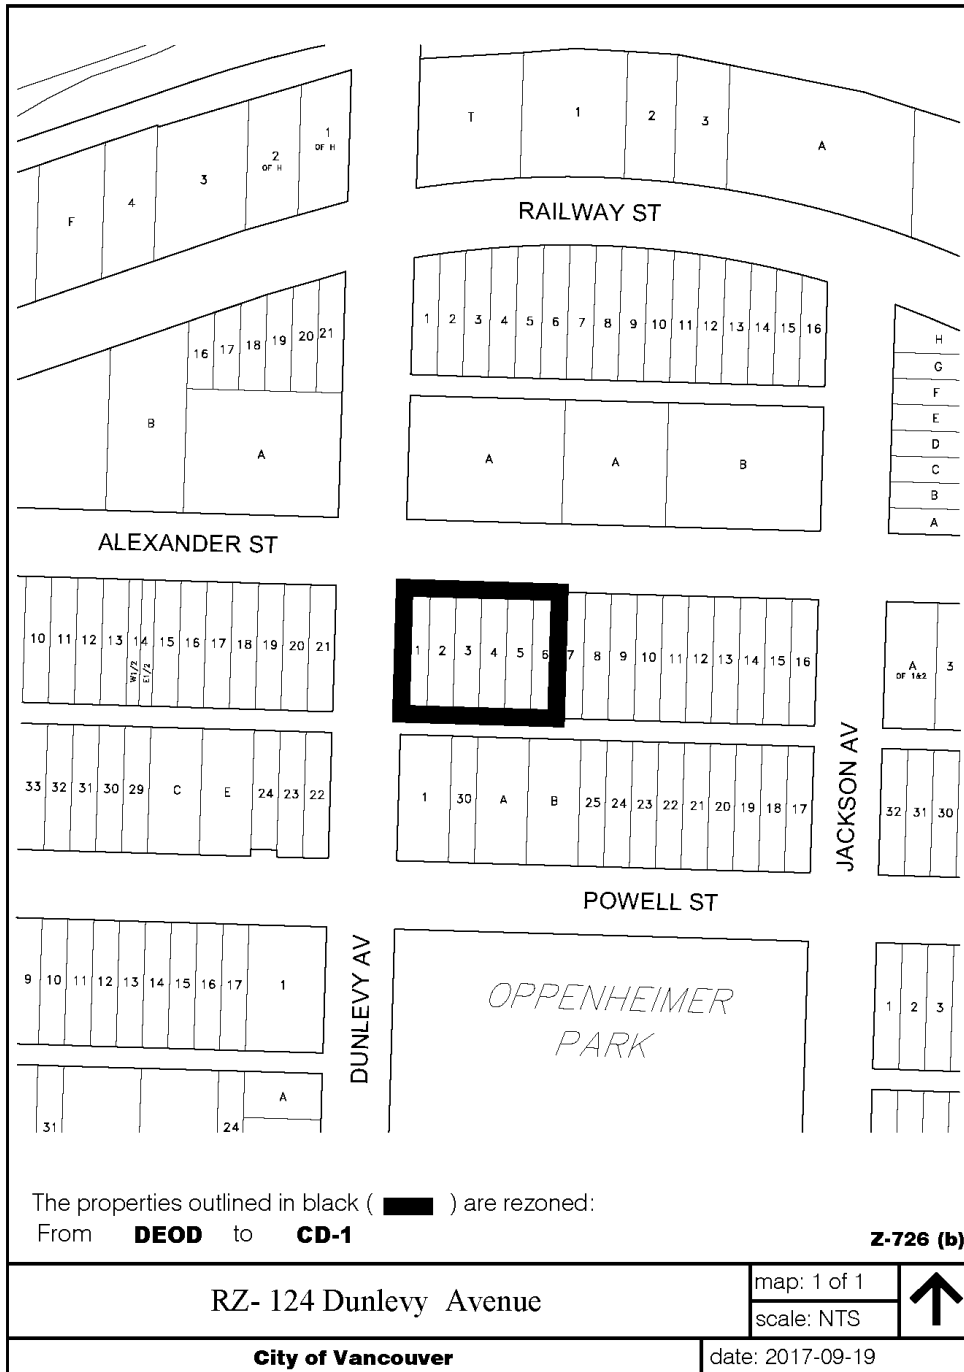 T 1 2 3 A
F 4 3 2 OF H 1 OF H
RAILWAY ST
1 2 3 4 5 6 7 8 9 10 11 12 13 14 15 16
16 17 18 19 20 21
H
G
F
E
D
C
B
A
B A
A A B
ALEXANDER ST
10 11 12 13 14 15 16 17 18 19 20 21
W1/2 E1/2
1 2 3 4 5 6 7 8 9 10 11 12 13 14 15 16
A OF 1&2 3
33 32 31 30 29 C E 24 23 22
1 30 A B 25 24 23 22 21 20 19 18 17
32 31 30
JACKSON AV
POWELL ST
9 10 11 12 13 14 15 16 17 1
DUNLEVY AV
OPPENHEIMER
PARK
1 2 3
A
31 24
The properties outlined in black ( ) are rezoned:
From DEOD to CD-1
Z-726 (b)
RZ- 124 Dunlevy Avenue
map: 1 of 1
scale: NTS
City of Vancouver
date: 2017-09-19